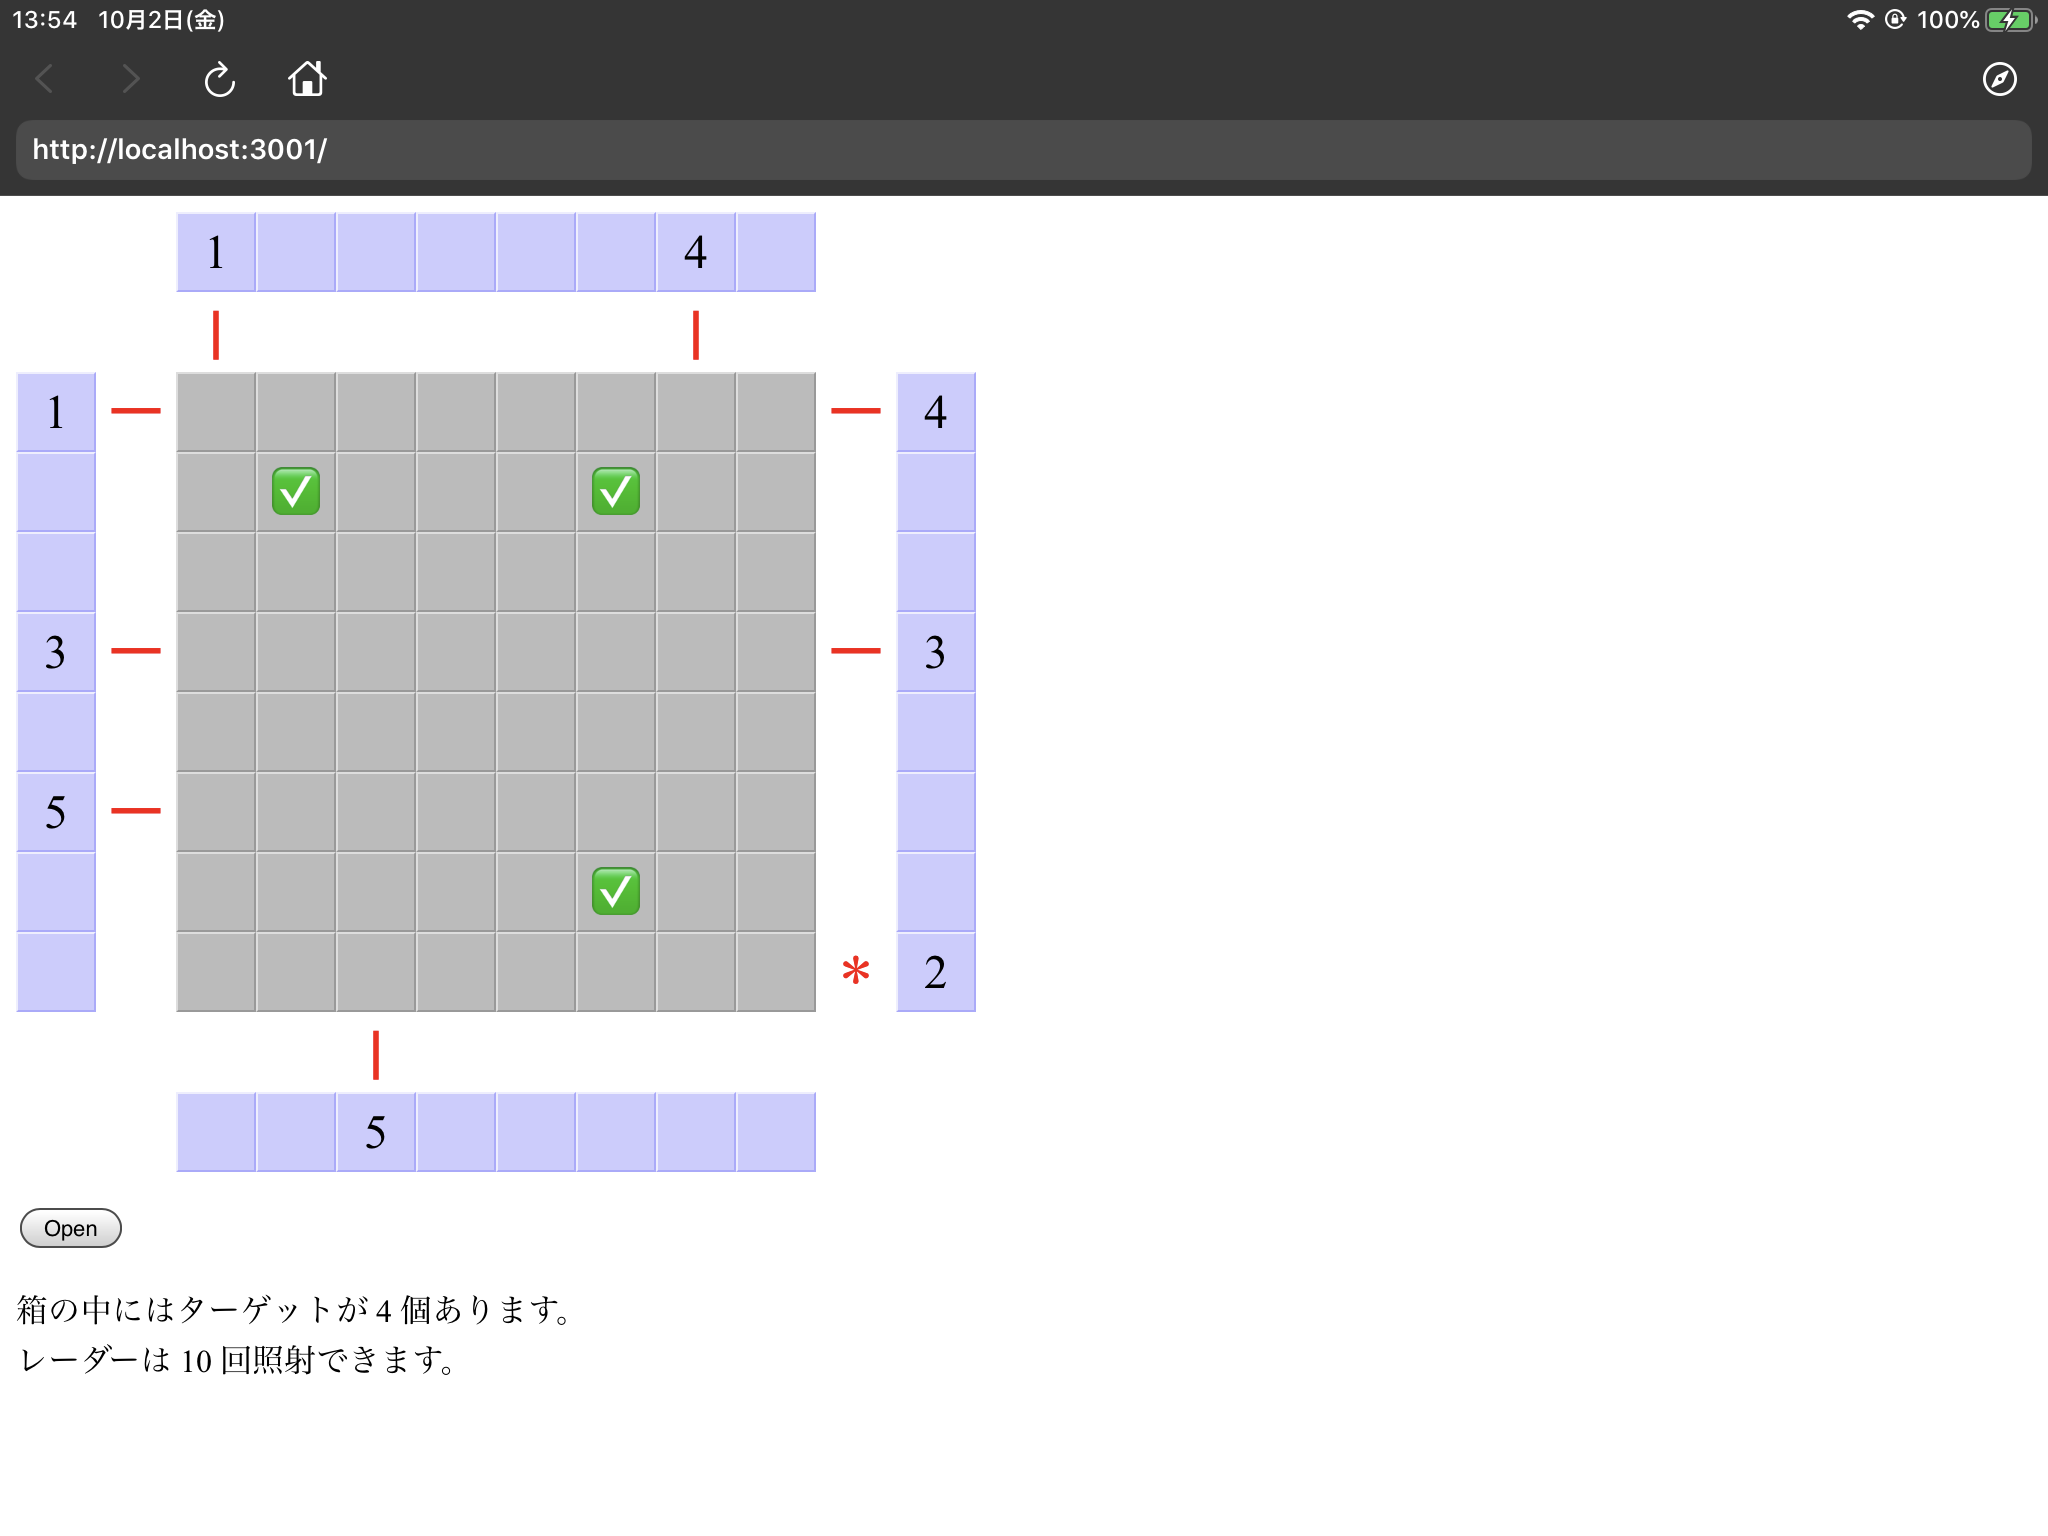 13:54 10月2日(金) 100%
http://localhost:3001/
1 4
1 4
3 3
5
* 2
5
Open
箱の中にはターゲットが 4 個あります。
レーダーは 10 回照射できます。